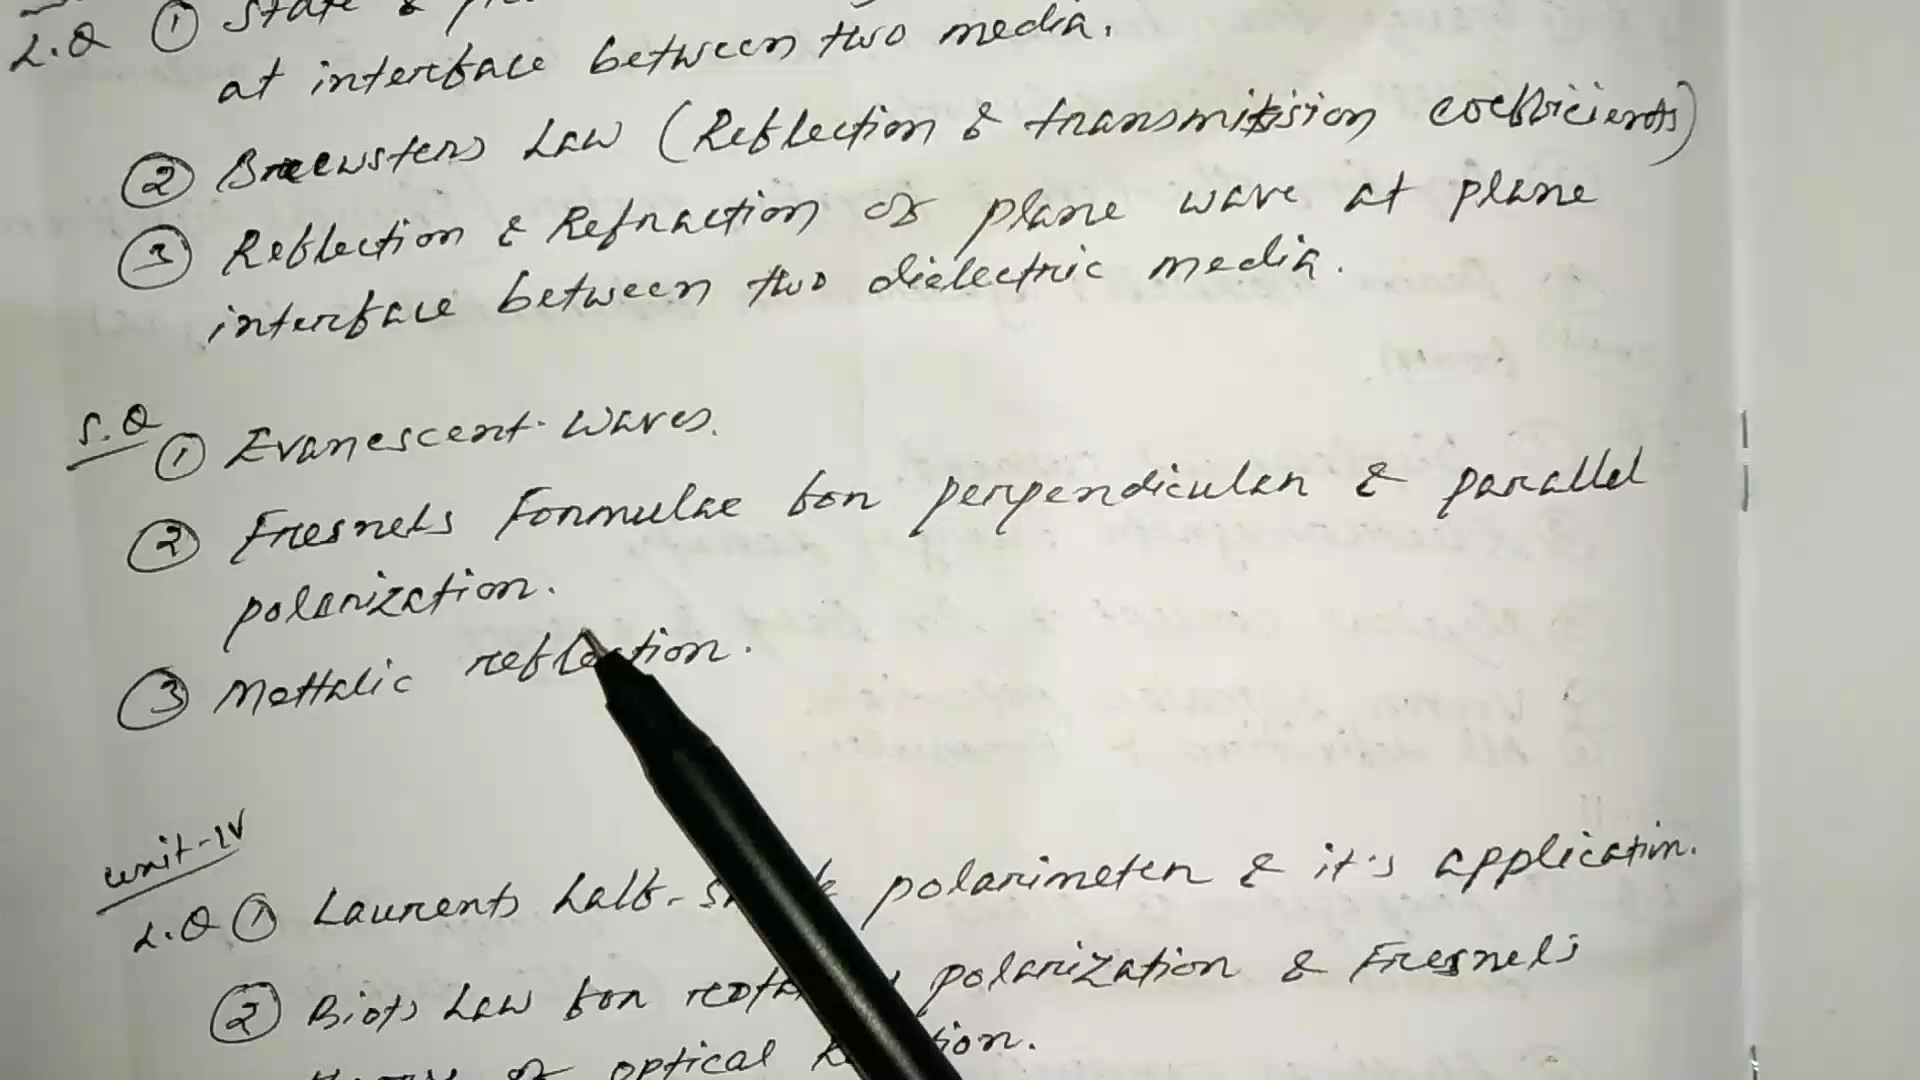 L.Q ① State &
at interface between two media.
② Brewsters Law (Reflection & transmission coefficients)
③ Reflection & Refraction of plane wave at plane
interface between two dielectric media.
S.Q ① Evanescent waves.
② Fresnels Formulae for perpendicular & parallel
polarization.
③ Mettalic reflection.
Unit-IV
L.Q ① Laurents half- polarimeter & it's application.
② Biots Law for polarization & Fresnels
of optical